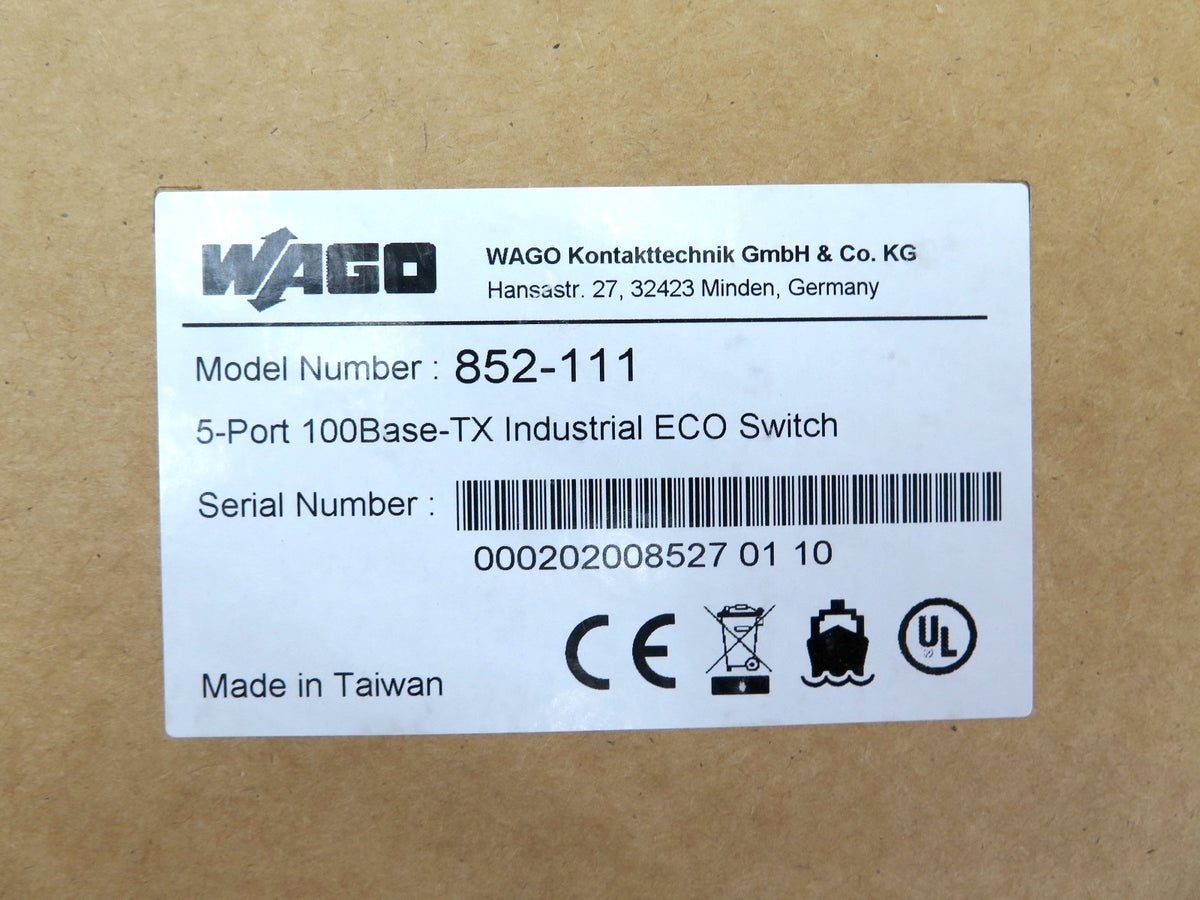 WAGO
WAGO Kontakttechnik GmbH & Co. KG
Hansastr. 27, 32423 Minden, Germany
Model Number : 852-111
5-Port 100Base-TX Industrial ECO Switch
Serial Number :
000202008527 01 10
CE
UL
Made in Taiwan